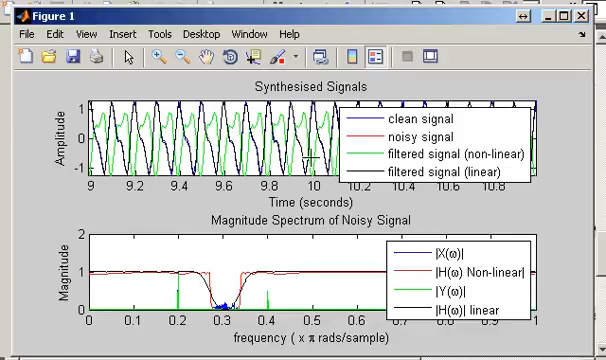 Figure 1
File Edit View Insert Tools Desktop Window Help
Synthesised Signals
Amplitude
1
0
-1
clean signal
noisy signal
filtered signal (non-linear)
filtered signal (linear)
9 9.2 9.4 9.6 9.8 10 10.2 10.4 10.6 10.8
Time (seconds)
Magnitude Spectrum of Noisy Signal
Magnitude
2
1
0
|X(ω)|
|H(ω) Non-linear|
|Y(ω)|
|H(ω) linear
0 0.1 0.2 0.3 0.4 0.5 0.6 0.7 0.8 0.9 1
frequency ( x π rads/sample)